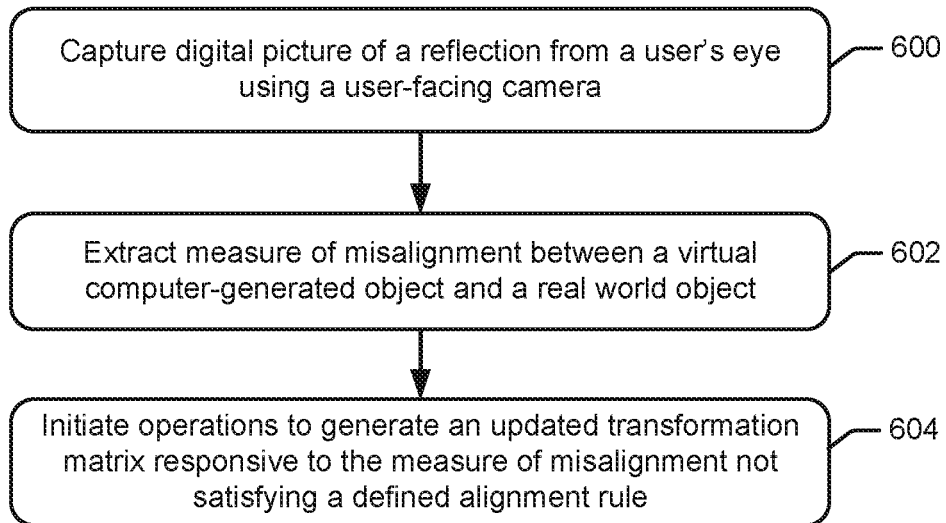 Capture digital picture of a reflection from a user's eye
using a user-facing camera
600
Extract measure of misalignment between a virtual
computer-generated object and a real world object
602
Initiate operations to generate an updated transformation
matrix responsive to the measure of misalignment not
satisfying a defined alignment rule
604